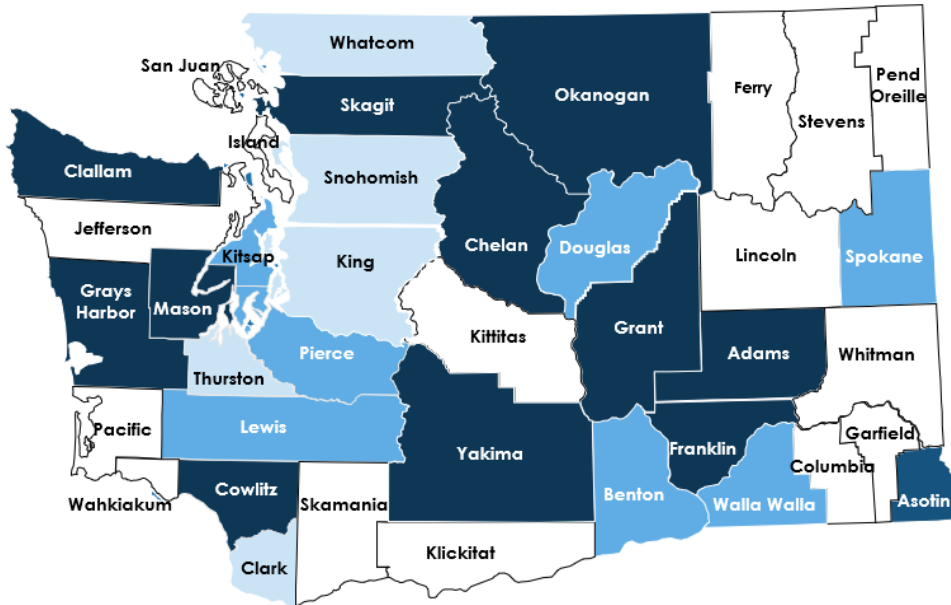 Whatcom
San Juan
Skagit
Okanogan
Ferry
Pend
Oreille
Stevens
Island
Clallam
Snohomish
Jefferson
Chelan
Douglas
Lincoln
Spokane
Kitsap
King
Grays
Harbor
Mason
Grant
Kittitas
Adams
Whitman
Pierce
Thurston
Pacific
Lewis
Garfield
Yakima
Franklin
Columbia
Wahkiakum
Cowlitz
Skamania
Benton
Walla Walla
Asotin
Klickitat
Clark